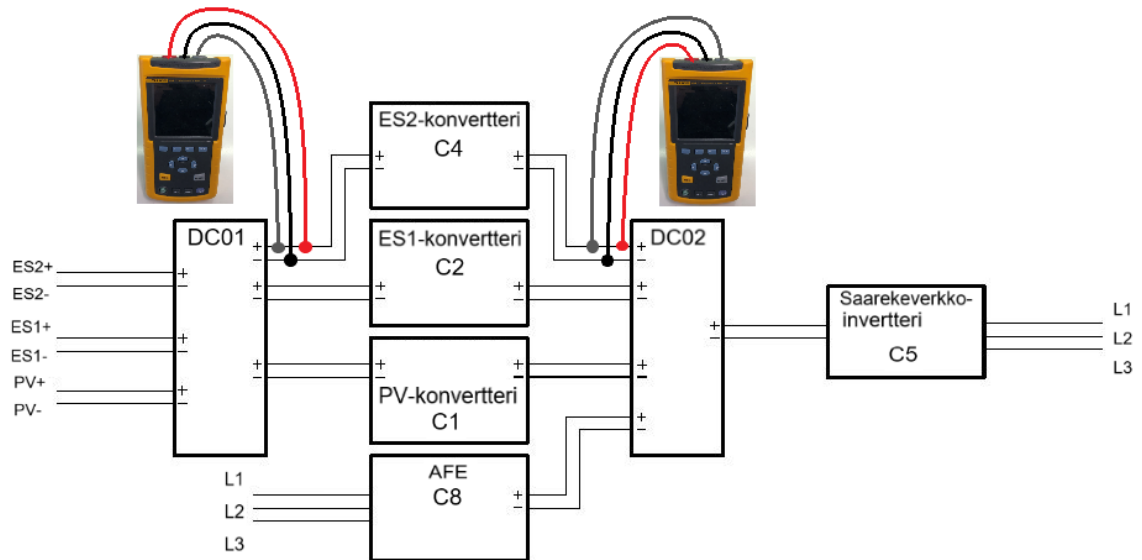 ES2-konvertteri
C4
+
−
+
−
DC01
+
−
+
−
+
−
ES2+
ES2-
+
−
ES1+
ES1-
+
−
PV+
PV-
+
−
ES1-konvertteri
C2
+
−
+
−
PV-konvertteri
C1
+
−
+
−
AFE
C8
+
−
L1
L2
L3
DC02
+
−
+
−
+
−
+
−
+
−
Saarekeverkko-
invertteri
C5
L1
L2
L3